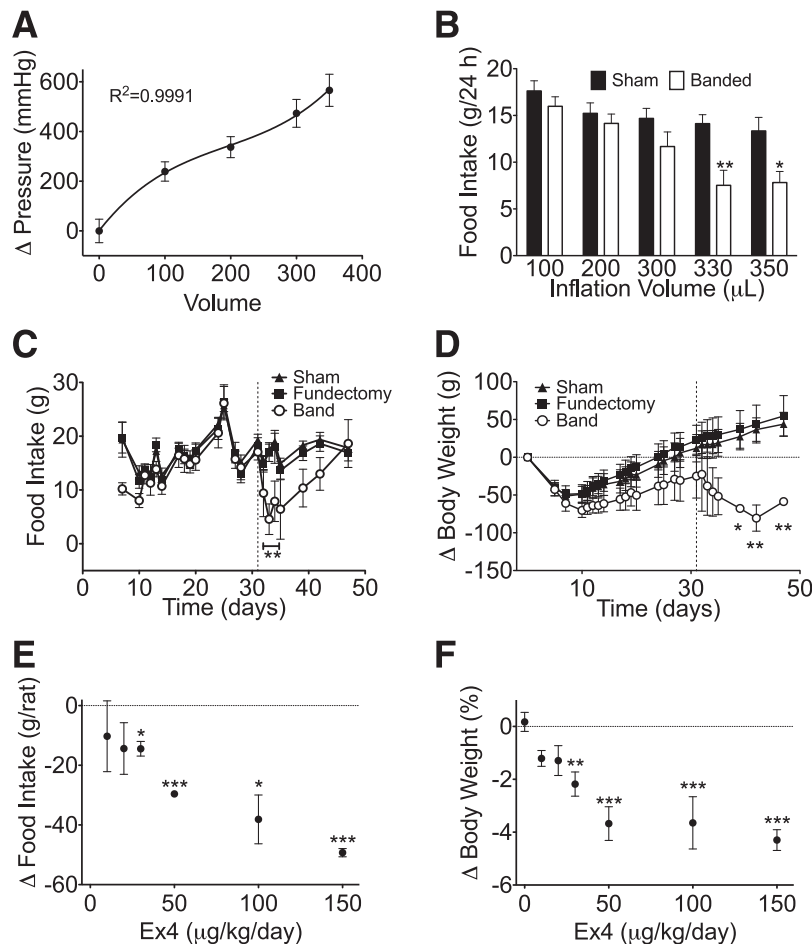 A
Δ Pressure (mmHg)
600
400
200
0
R²=0.9991
0 100 200 300 400
Volume
B
Food Intake (g/24 h)
20
15
10
5
0
Sham Banded
** *
100 200 300 330 350
Inflation Volume (μL)
C
Food Intake (g)
30
20
10
0
Sham
Fundectomy
Band
**
0 10 20 30 40 50
Time (days)
D
Δ Body Weight (g)
100
50
0
-50
-100
-150
Sham
Fundectomy
Band
* ** **
10 20 30 40 50
Time (days)
E
Δ Food Intake (g/rat)
0
-20
-40
-60
* *** * ***
0 50 100 150
Ex4 (μg/kg/day)
F
Δ Body Weight (%)
0
-2
-4
-6
** *** *** ***
0 50 100 150
Ex4 (μg/kg/day)